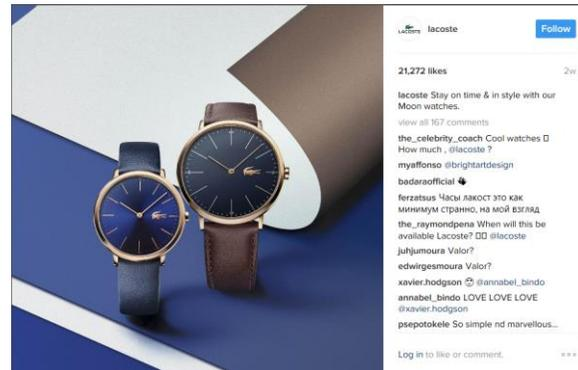 LACOSTE
lacoste
Follow
21,272 likes
2w
lacoste Stay on time & in style with our
Moon watches.
view all 167 comments
the_celebrity_coach Cool watches
How much , @lacoste ?
myaffonso @brightartdesign
badaraofficial
ferzatsus Часы лакост это как
минимум странно, на мой взгляд
the_raymondpena When will this be
available Lacoste? @lacoste
juhjumoura Valor?
edwirgesmoura Valor?
xavier.hodgson @annabel_bindo
annabel_bindo LOVE LOVE LOVE
@xavier.hodgson
psepotokele So simple nd marvellous...
Log in to like or comment.